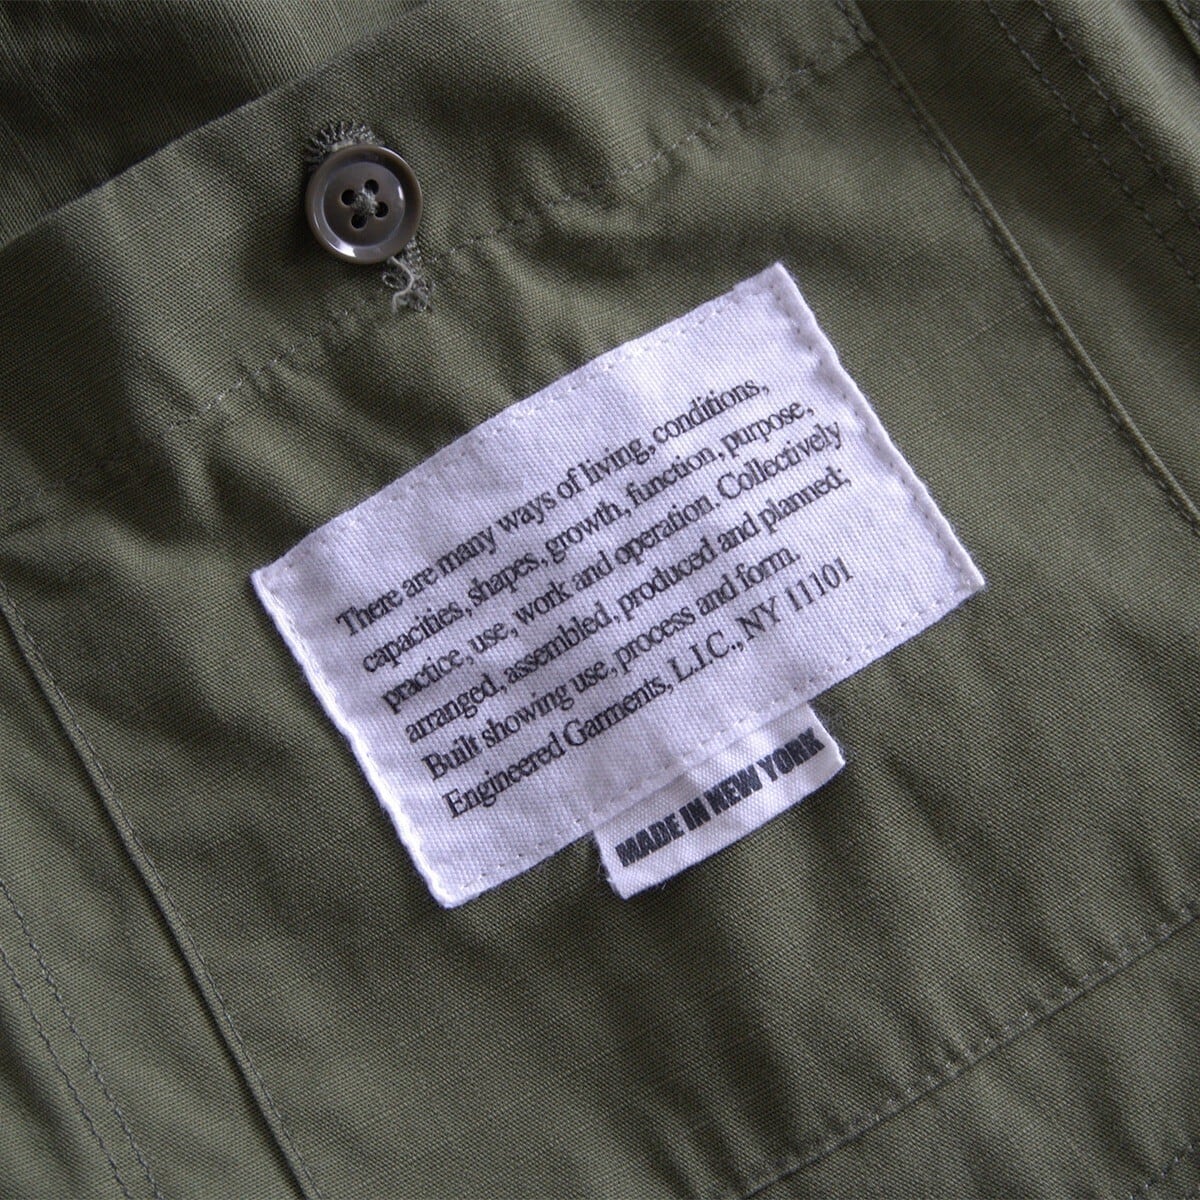 There are many ways of living, conditions,
capacities, shapes, growth, function, purpose,
practice, use, work and operation. Collectively
arranged, assembled, produced and planned;
Built showing use, process and form.
Engineered Garments, L.I.C., NY 11101
MADE IN NEW YORK